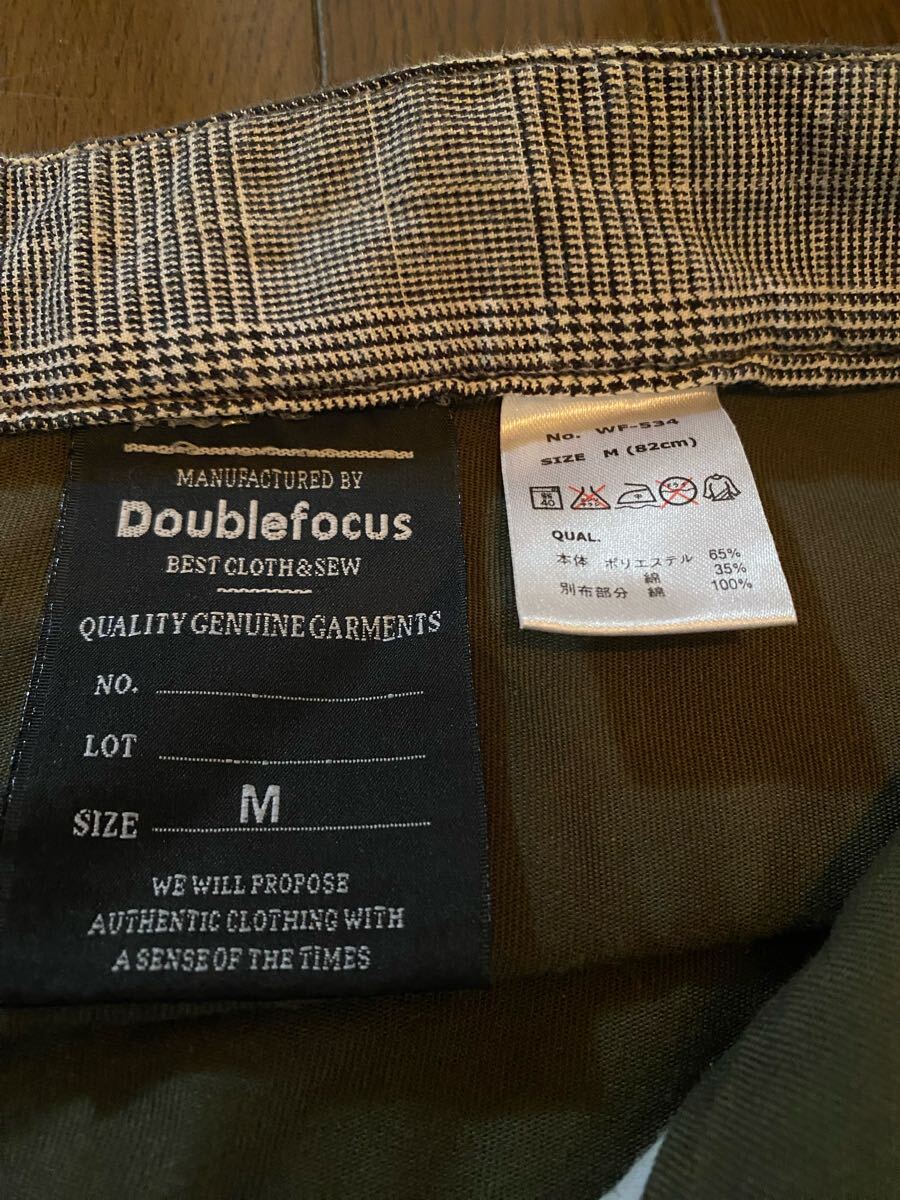 MANUFACTURED BY
Doublefocus
BEST CLOTH&SEW
QUALITY GENUINE GARMENTS
NO.
LOT
SIZE M
WE WILL PROPOSE
AUTHENTIC CLOTHING WITH
A SENSE OF THE TIMES
No. WF-534
SIZE M (82cm)
40
QUAL.
本体 ポリエステル 65%
綿 35%
別布部分 綿 100%